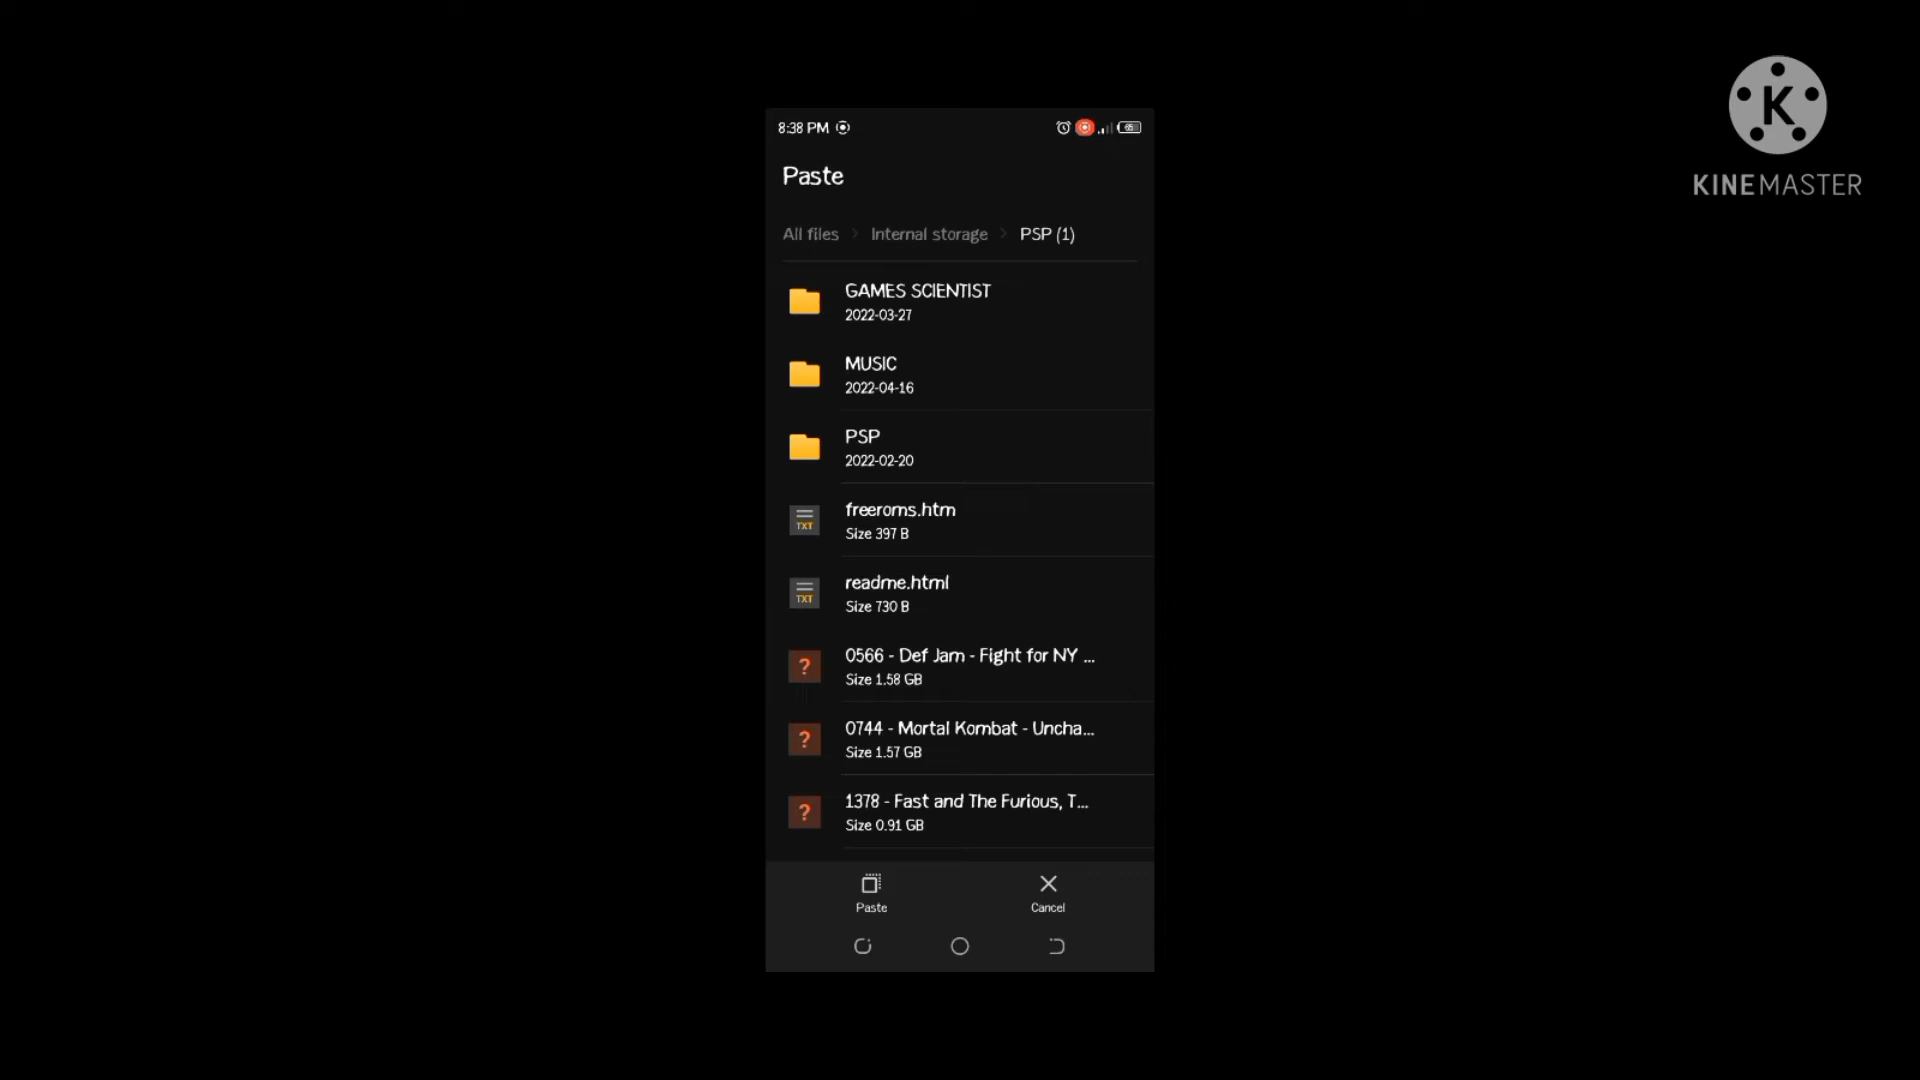 8:38 PM
65
K
KINEMASTER
Paste
All files > Internal storage > PSP (1)
GAMES SCIENTIST
2022-03-27
MUSIC
2022-04-16
PSP
2022-02-20
TXT
freeroms.htm
Size 397 B
TXT
readme.html
Size 730 B
?
0566 - Def Jam - Fight for NY ...
Size 1.58 GB
?
0744 - Mortal Kombat - Uncha...
Size 1.57 GB
?
1378 - Fast and The Furious, T...
Size 0.91 GB
Paste
Cancel